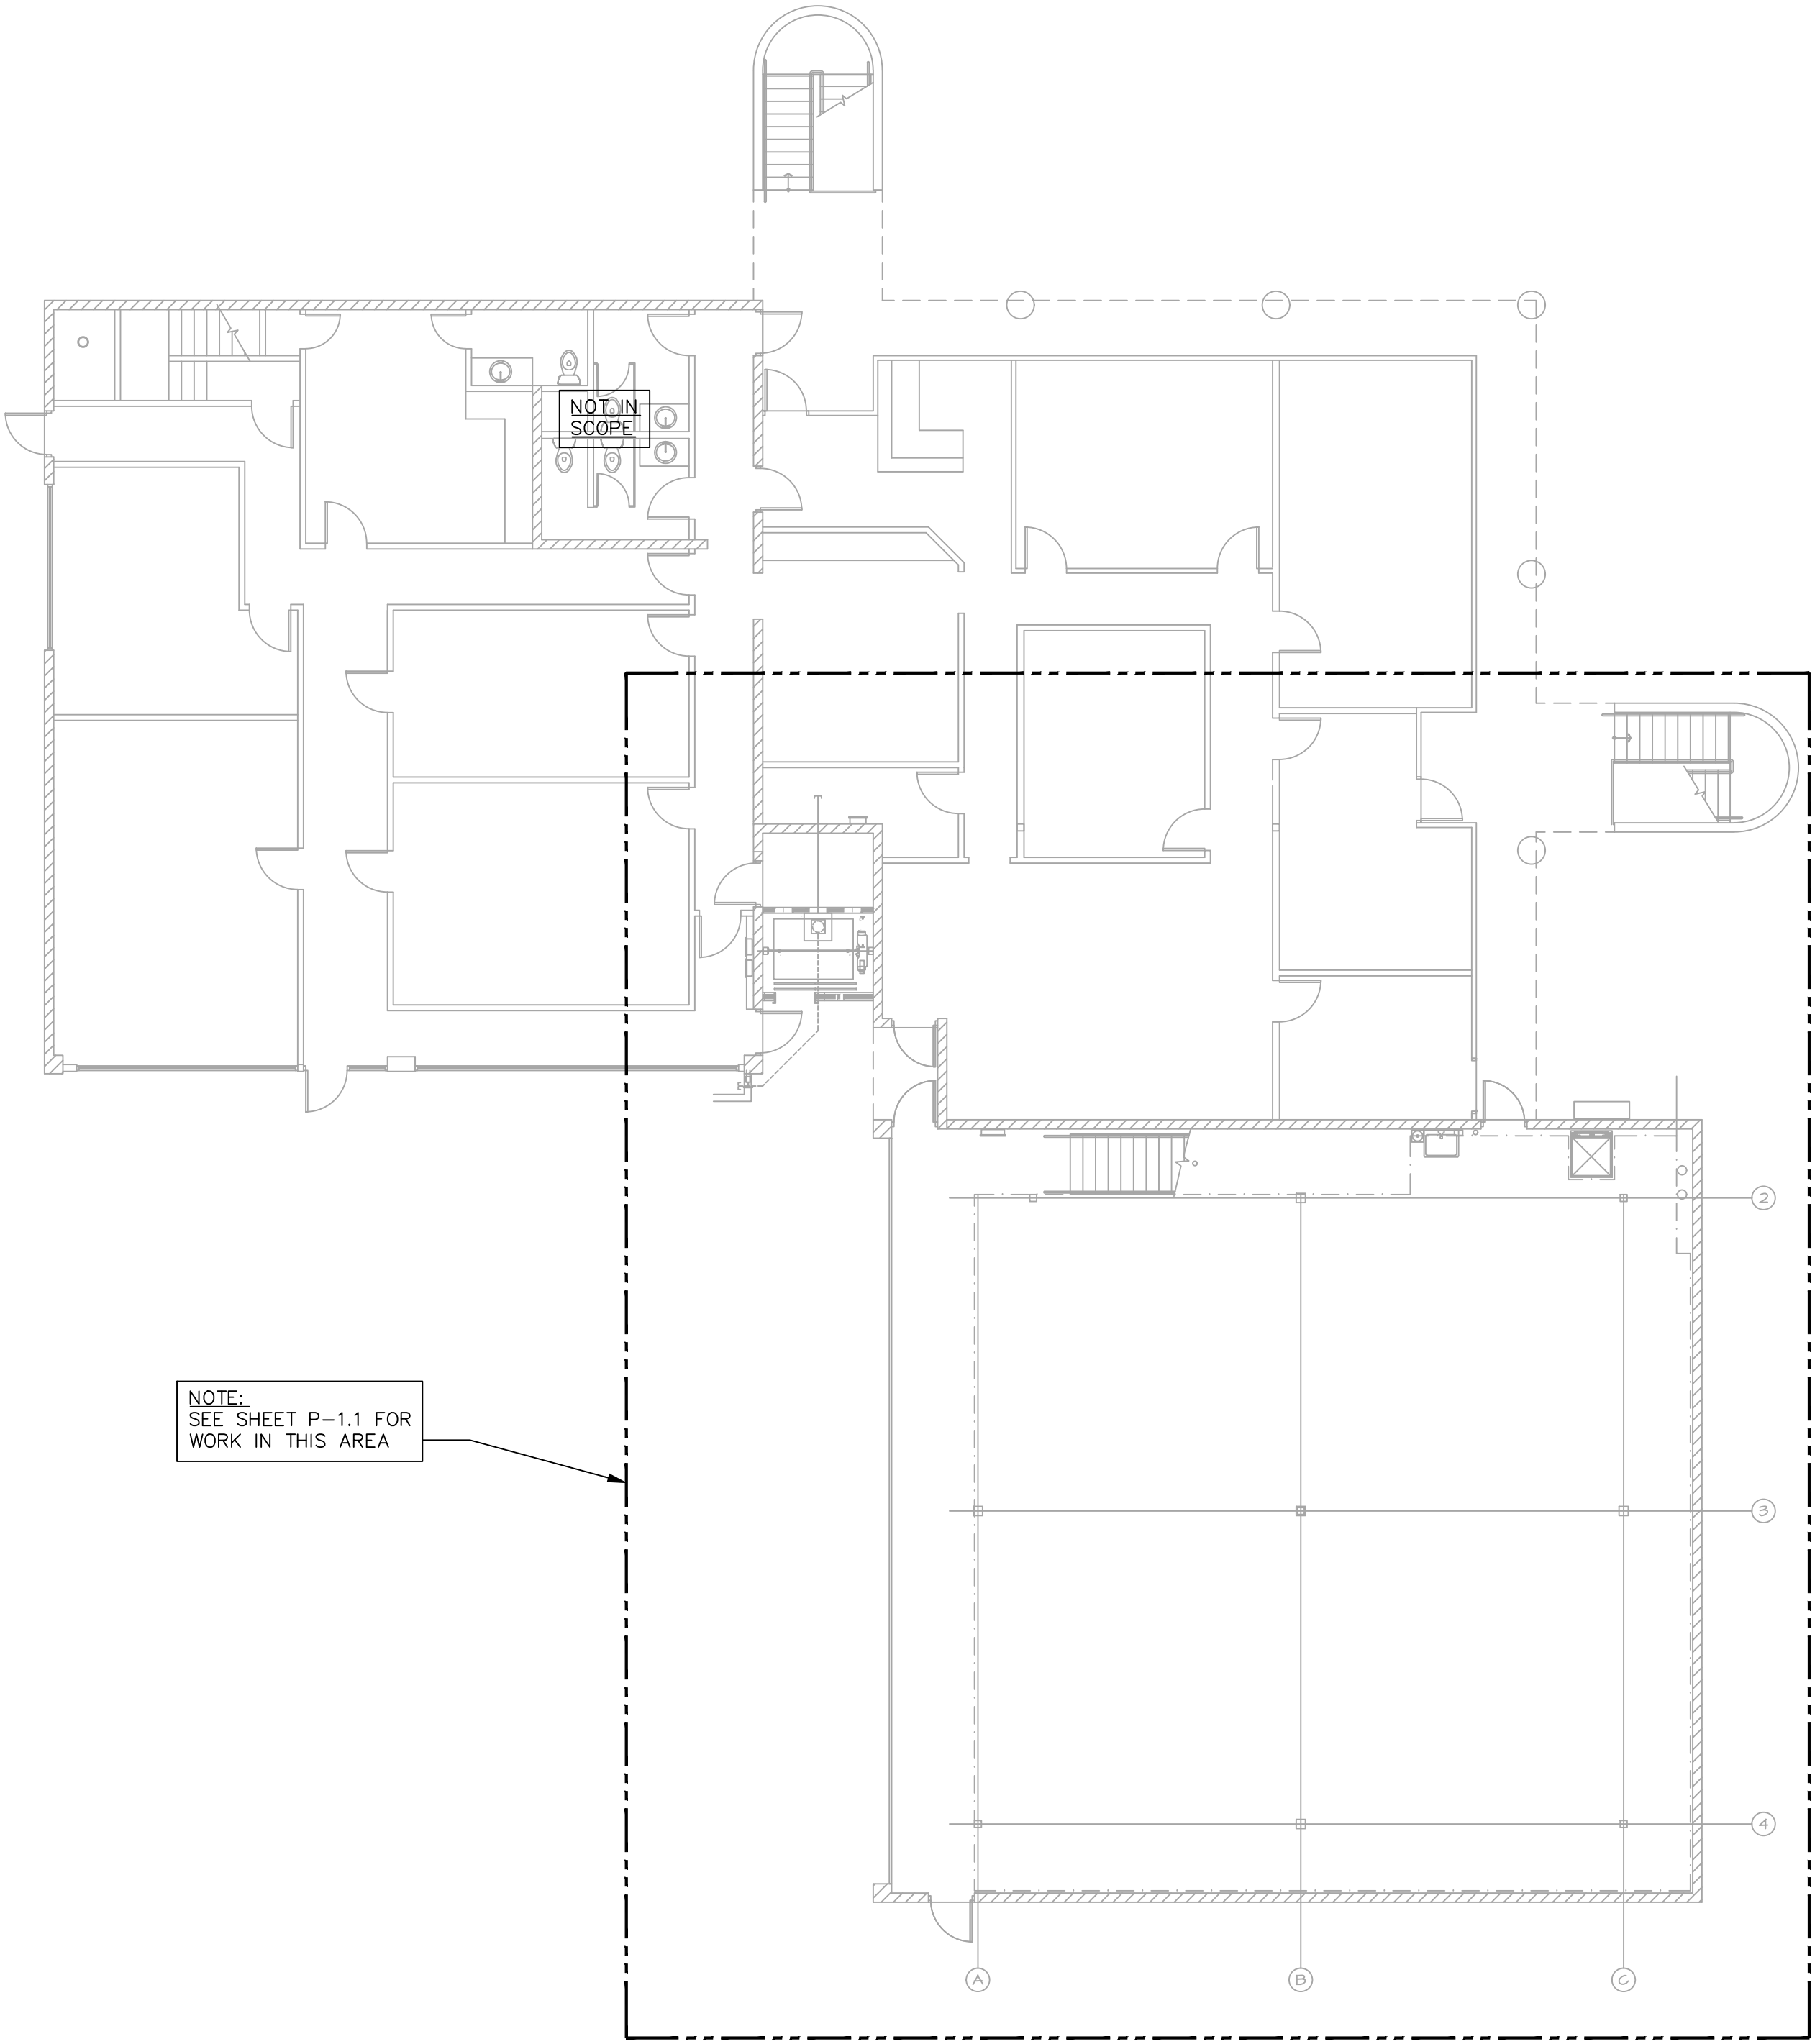 NOT IN
SCOPE
2
NOTE:
SEE SHEET P-1.1 FOR
WORK IN THIS AREA
3
4
A
B
C